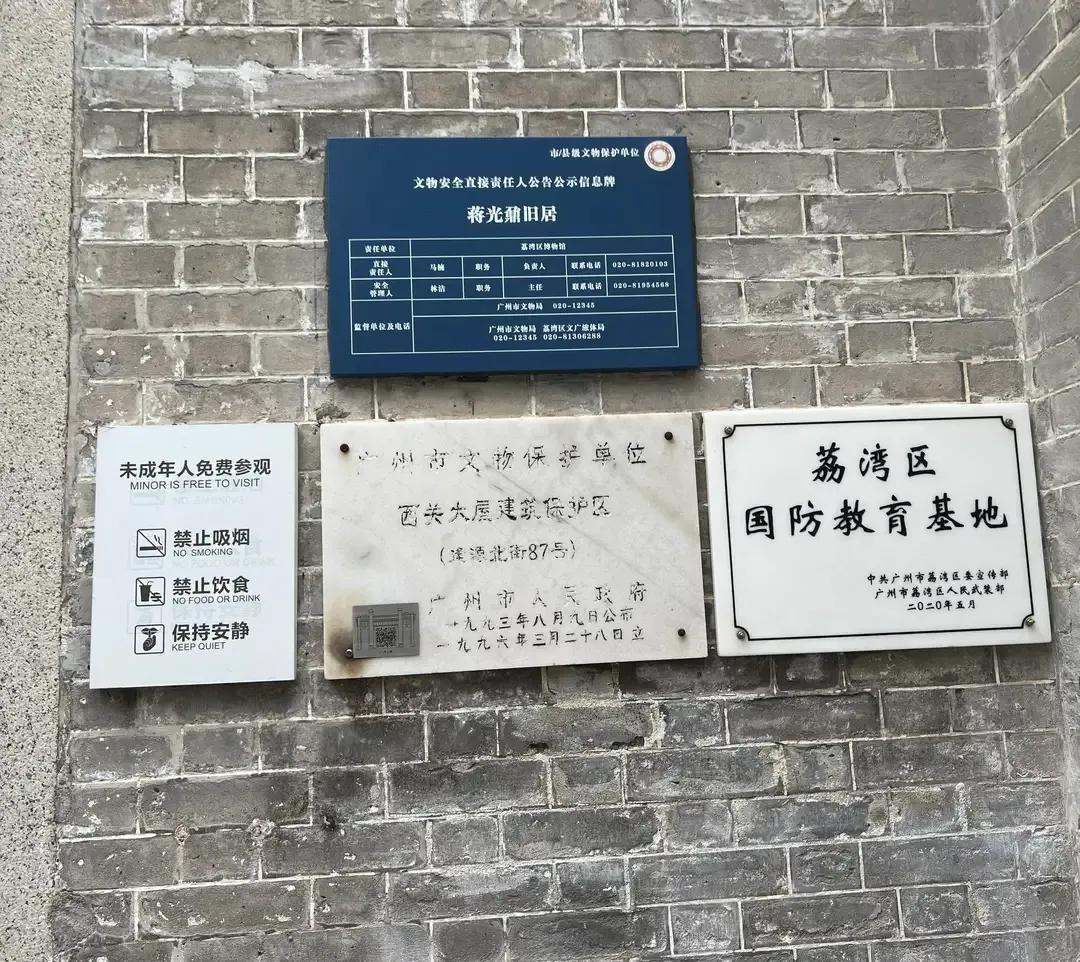 市/县级文物保护单位
文物安全直接责任人公告公示信息牌
蒋光鼐旧居
责任单位 荔湾区博物馆
直接责任人 马楠 职务 负责人 联系电话 020-81820103
安全管理人 林洁 职务 主任 联系电话 020-81954568
监督单位及电话
广州市文物局 020-12345
广州市文物局 荔湾区文广旅体局
020-12345 020-81306288
未成年人免费参观
MINOR IS FREE TO VISIT
禁止吸烟
NO SMOKING
禁止饮食
NO FOOD OR DRINK
保持安静
KEEP QUIET
广州市文物保护单位
西关大屋建筑保护区
(逢源北街87号)
广州市人民政府
一九九三年八月九日公布
一九九六年三月二十八日立
荔湾区
国防教育基地
中共广州市荔湾区委宣传部
广州市荔湾区人民武装部
二〇二〇年五月